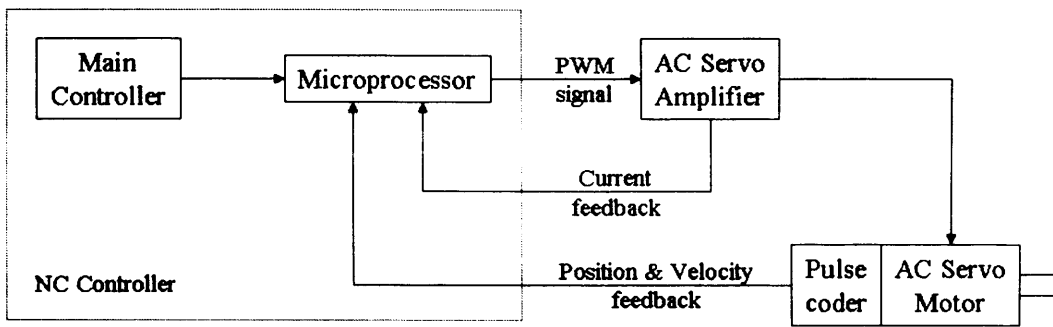 Main
Controller
Microprocessor
PWM
signal
AC Servo
Amplifier
Current
feedback
NC Controller
Position & Velocity
feedback
Pulse
coder
AC Servo
Motor